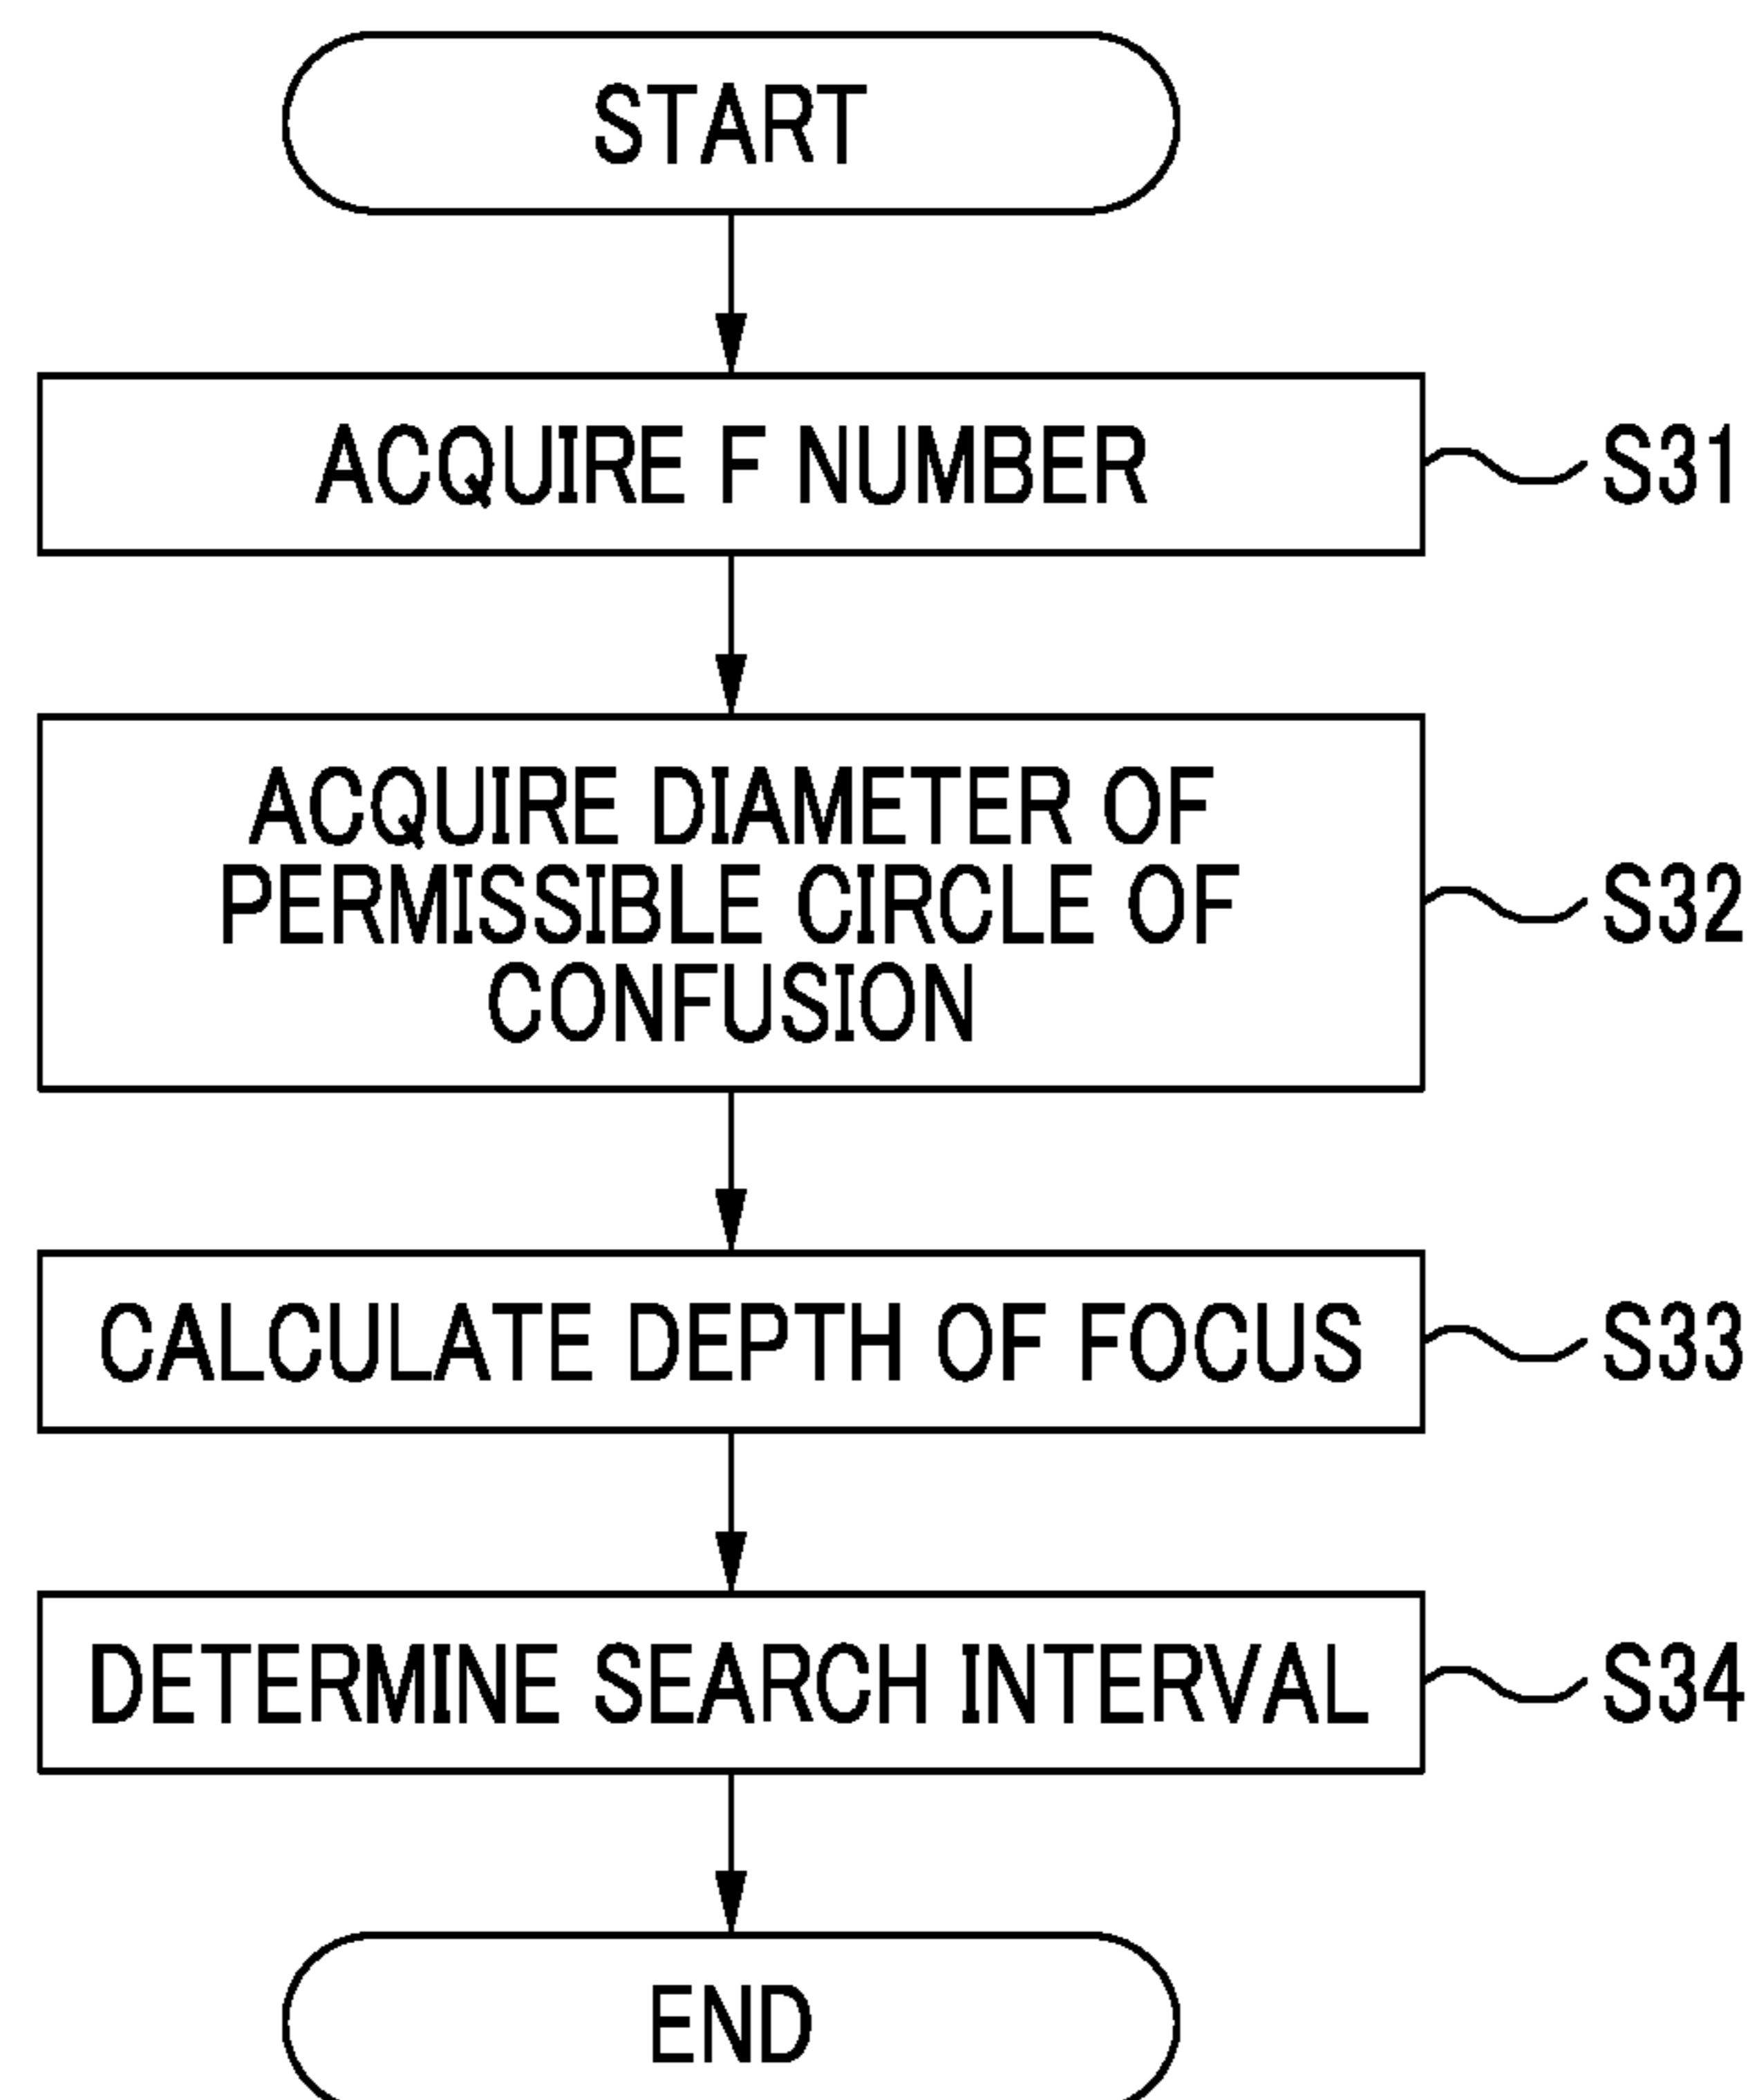 START
ACQUIRE F NUMBER
S31
ACQUIRE DIAMETER OF
PERMISSIBLE CIRCLE OF
CONFUSION
S32
CALCULATE DEPTH OF FOCUS
S33
DETERMINE SEARCH INTERVAL
S34
END